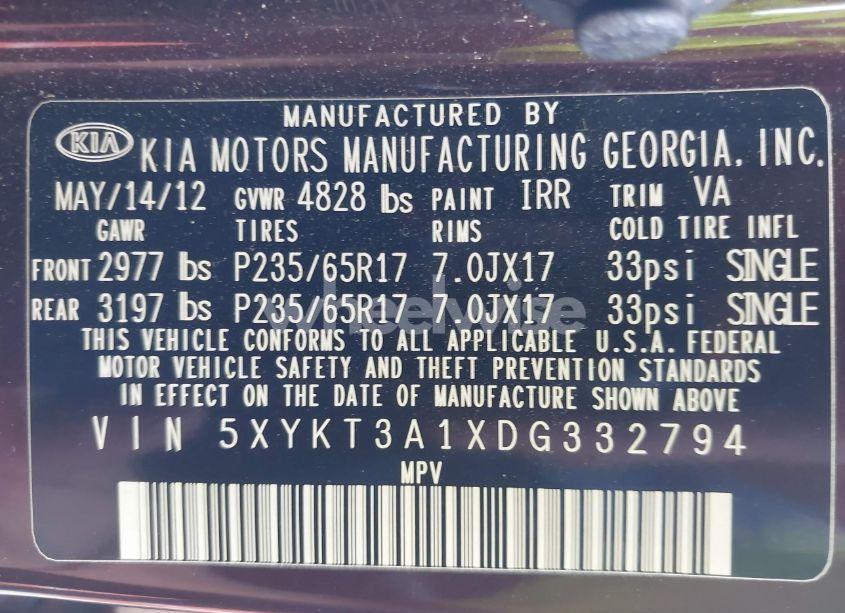 MANUFACTURED BY
KIA KIA MOTORS MANUFACTURING GEORGIA, INC.
MAY/14/12 GVWR 4828 lbs PAINT IRR TRIM VA
GAWR TIRES RIMS COLD TIRE INFL
FRONT 2977 lbs P235/65R17 7.0JX17 33psi SINGLE
REAR 3197 lbs P235/65R17 7.0JX17 33psi SINGLE
wheelwise
THIS VEHICLE CONFORMS TO ALL APPLICABLE U.S.A. FEDERAL
MOTOR VEHICLE SAFETY AND THEFT PREVENTION STANDARDS
IN EFFECT ON THE DATE OF MANUFACTURE SHOWN ABOVE
VIN 5XYKT3A1XDG332794
MPV